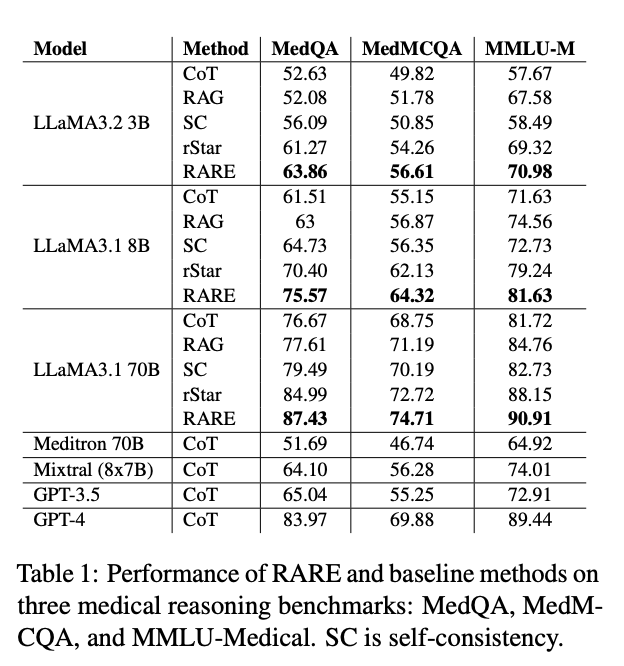 Model Method MedQA MedMCQA MMLU-M
CoT 52.63 49.82 57.67
RAG 52.08 51.78 67.58
LLaMA3.2 3B SC 56.09 50.85 58.49
rStar 61.27 54.26 69.32
RARE 63.86 56.61 70.98
CoT 61.51 55.15 71.63
RAG 63 56.87 74.56
LLaMA3.1 8B SC 64.73 56.35 72.73
rStar 70.40 62.13 79.24
RARE 75.57 64.32 81.63
CoT 76.67 68.75 81.72
RAG 77.61 71.19 84.76
LLaMA3.1 70B SC 79.49 70.19 82.73
rStar 84.99 72.72 88.15
RARE 87.43 74.71 90.91
Meditron 70B CoT 51.69 46.74 64.92
Mixtral (8x7B) CoT 64.10 56.28 74.01
GPT-3.5 CoT 65.04 55.25 72.91
GPT-4 CoT 83.97 69.88 89.44
Table 1: Performance of RARE and baseline methods on
three medical reasoning benchmarks: MedQA, MedM-
CQA, and MMLU-Medical. SC is self-consistency.